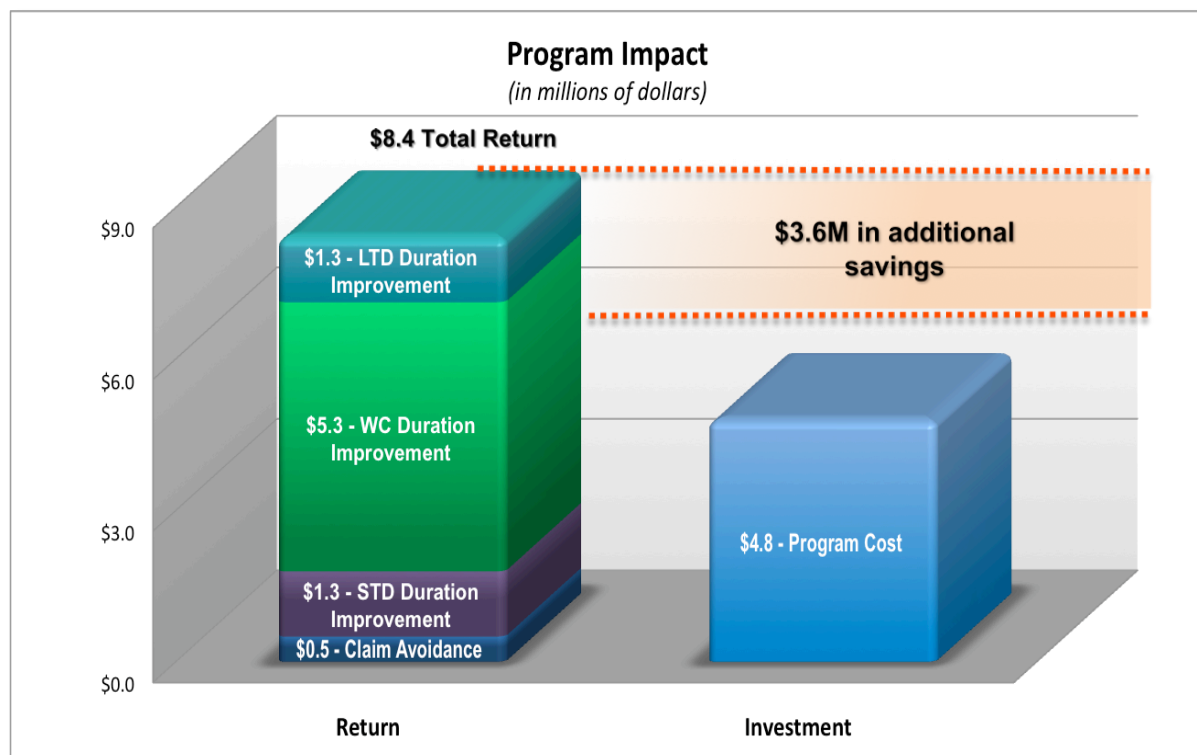 Program Impact
(in millions of dollars)
$8.4 Total Return
$3.6M in additional
savings
$9.0
$6.0
$3.0
$0.0
$1.3 - LTD Duration
Improvement
$5.3 - WC Duration
Improvement
$1.3 - STD Duration
Improvement
$0.5 - Claim Avoidance
$4.8 - Program Cost
Return
Investment